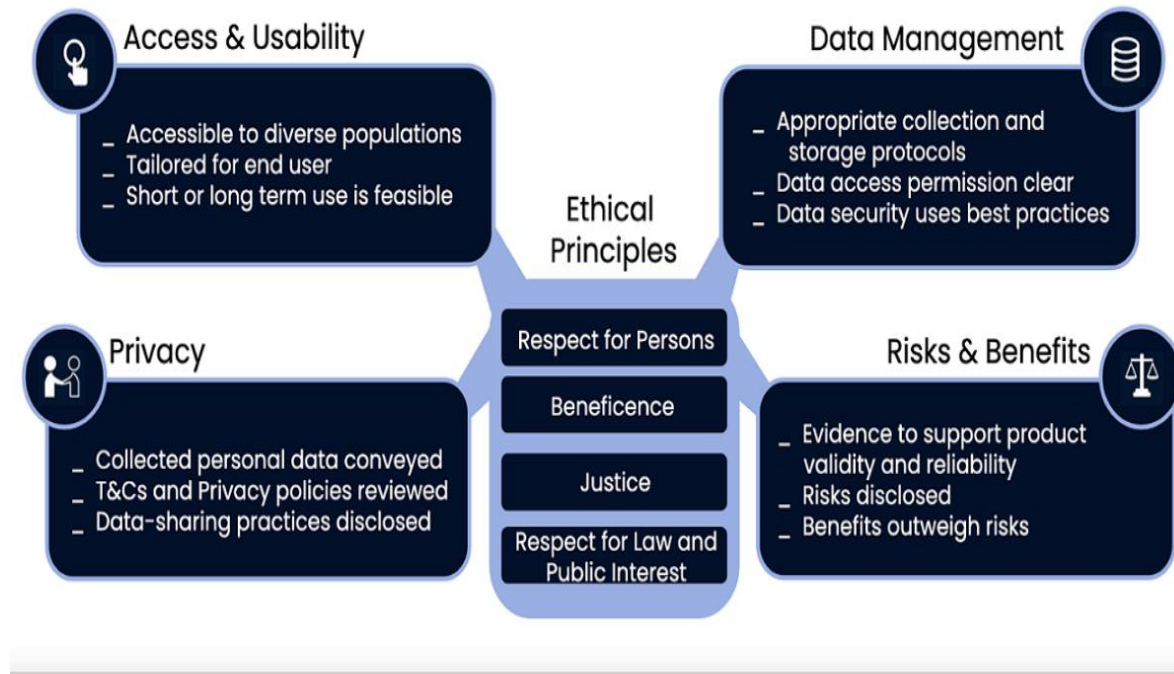 Access & Usability
_ Accessible to diverse populations
_ Tailored for end user
_ Short or long term use is feasible
Data Management
_ Appropriate collection and
storage protocols
_ Data access permission clear
_ Data security uses best practices
Ethical
Principles
Respect for Persons
Beneficence
Justice
Respect for Law and
Public Interest
Privacy
_ Collected personal data conveyed
_ T&Cs and Privacy policies reviewed
_ Data-sharing practices disclosed
Risks & Benefits
_ Evidence to support product
validity and reliability
_ Risks disclosed
_ Benefits outweigh risks